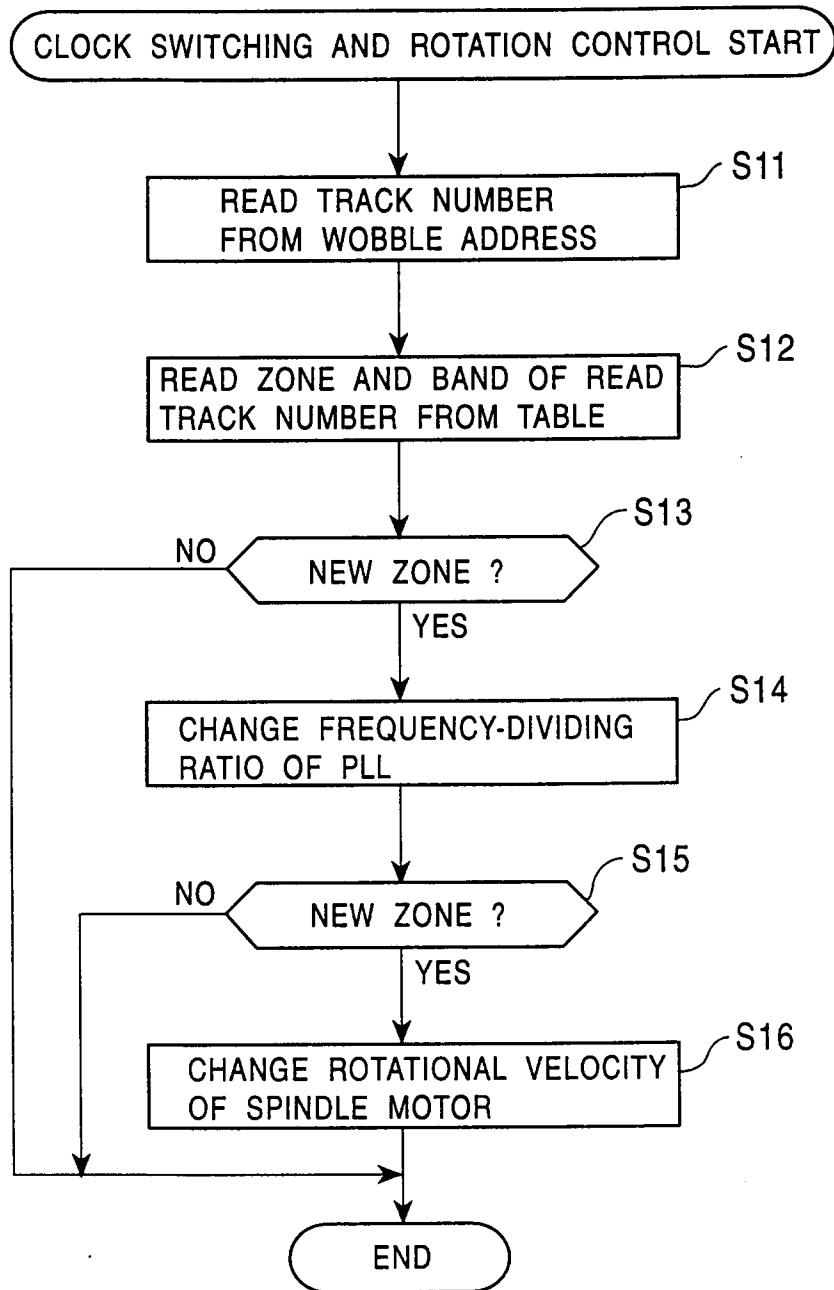 CLOCK SWITCHING AND ROTATION CONTROL START
S11
READ TRACK NUMBER
FROM WOBBLE ADDRESS
S12
READ ZONE AND BAND OF READ
TRACK NUMBER FROM TABLE
S13
NO
NEW ZONE ?
YES
S14
CHANGE FREQUENCY-DIVIDING
RATIO OF PLL
S15
NO
NEW ZONE ?
YES
S16
CHANGE ROTATIONAL VELOCITY
OF SPINDLE MOTOR
END